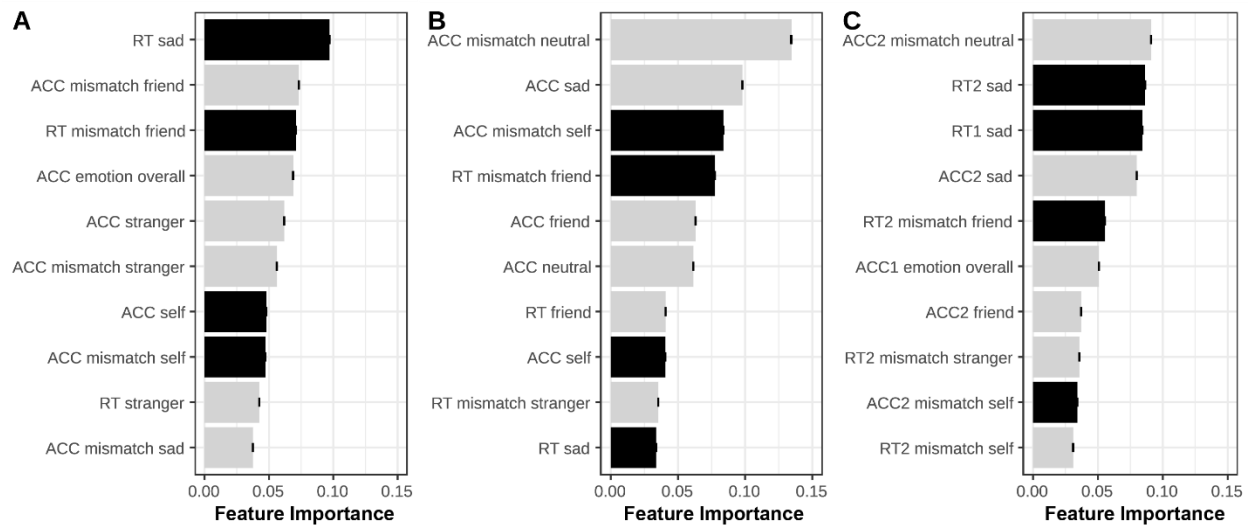 A
RT sad
ACC mismatch friend
RT mismatch friend
ACC emotion overall
ACC stranger
ACC mismatch stranger
ACC self
ACC mismatch self
RT stranger
ACC mismatch sad
0.00 0.05 0.10 0.15
Feature Importance
B
ACC mismatch neutral
ACC sad
ACC mismatch self
RT mismatch friend
ACC friend
ACC neutral
RT friend
ACC self
RT mismatch stranger
RT sad
0.00 0.05 0.10 0.15
Feature Importance
C
ACC2 mismatch neutral
RT2 sad
RT1 sad
ACC2 sad
RT2 mismatch friend
ACC1 emotion overall
ACC2 friend
RT2 mismatch stranger
ACC2 mismatch self
RT2 mismatch self
0.00 0.05 0.10 0.15
Feature Importance